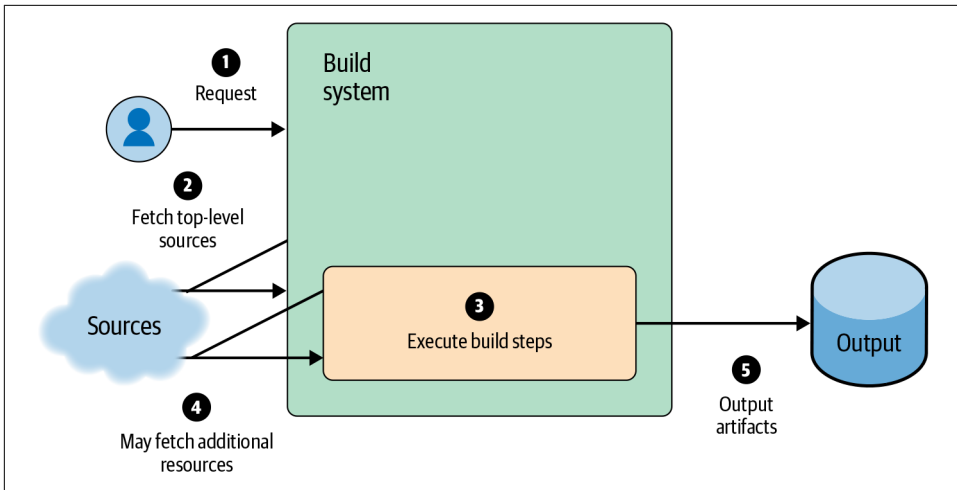 1
Request
Build
system
2
Fetch top-level
sources
Sources
3
Execute build steps
4
May fetch additional
resources
5
Output
artifacts
Output